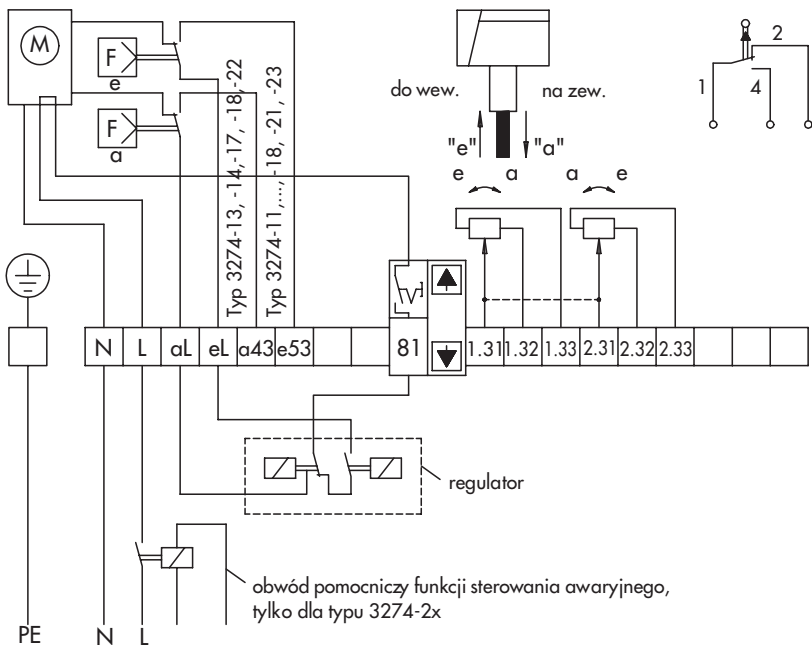 M
F
e
F
a
Typ 3274-13, -14,-17, -18,-22
Typ 3274-11,..., -18, -21, -23
do wew.
na zew.
"e"
"a"
e a
a e
1
2
4
N L aL eL a43 e53 81 1.31 1.32 1.33 2.31 2.32 2.33
regulator
obwód pomocniczy funkcji sterowania awaryjnego,
tylko dla typu 3274-2x
PE N L